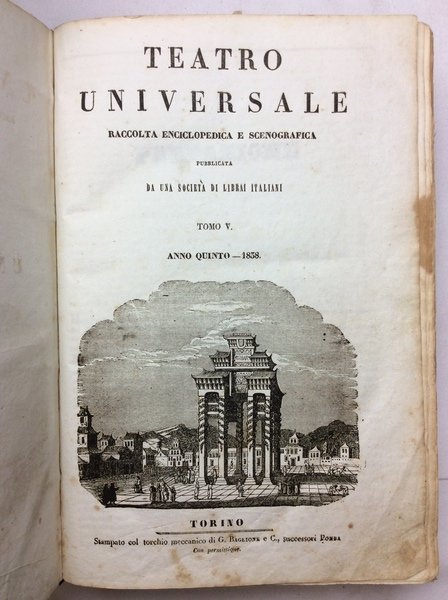 TEATRO
UNIVERSALE
RACCOLTA ENCICLOPEDICA E SCENOGRAFICA
PUBBLICATA
DA UNA SOCIETÀ DI LIBRAI ITALIANI
TOMO V.
ANNO QUINTO — 1838.
TORINO
Stampato col torchio meccanico di G. BAGLIONE e C., successori POMBA
Con permissione.